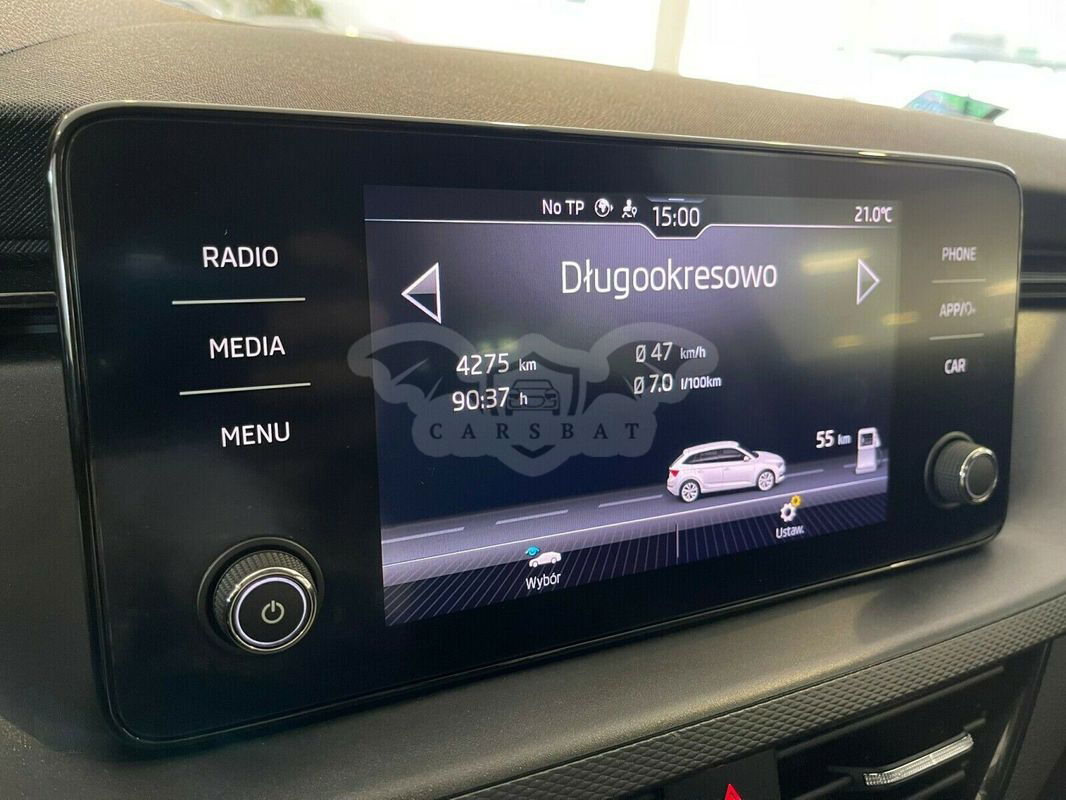 No TP 15:00 21.0°C
RADIO
MEDIA
MENU
Długookresowo
4275 km
90:37 h
Ø 47 km/h
Ø 7.0 l/100km
CARSBAT
55 km
Wybór
Ustaw.
PHONE
APP/
CAR